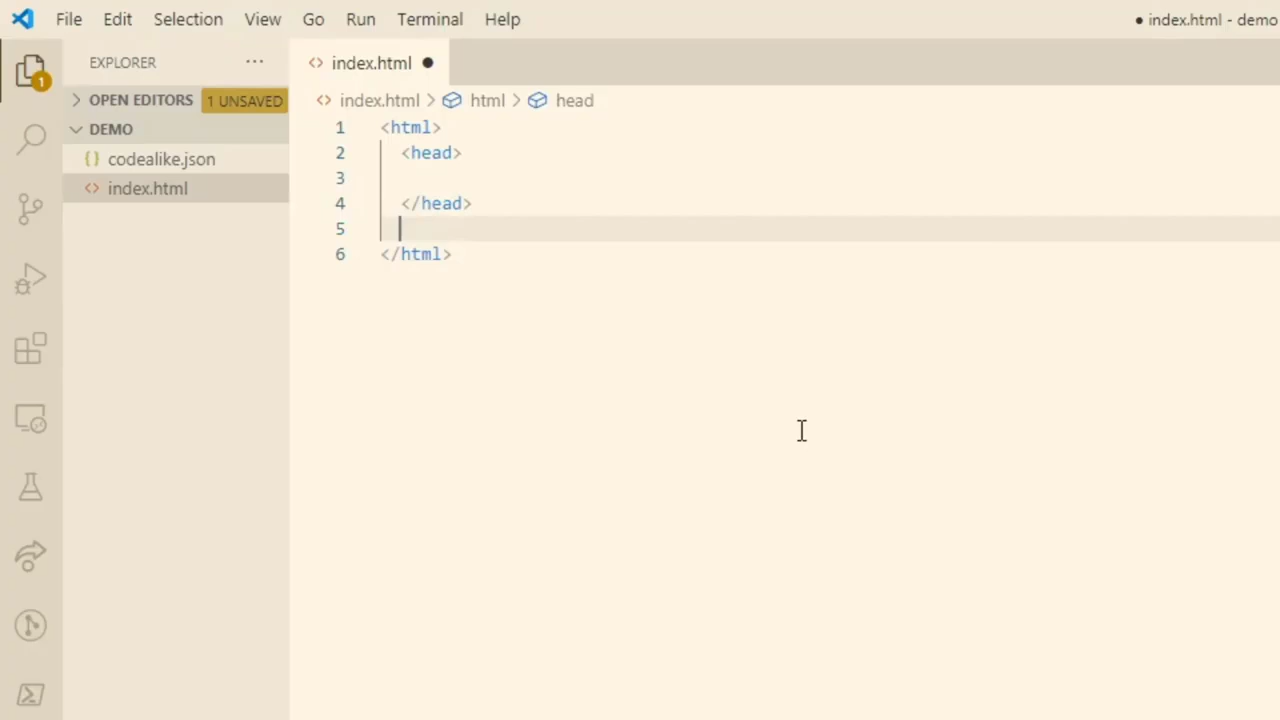 File Edit Selection View Go Run Terminal Help
● index.html - demo
EXPLORER ···
index.html ●
1
OPEN EDITORS 1 UNSAVED
index.html > html > head
DEMO
{} codealike.json
<> index.html
1 <html>
2 <head>
3
4 </head>
5
6 </html>